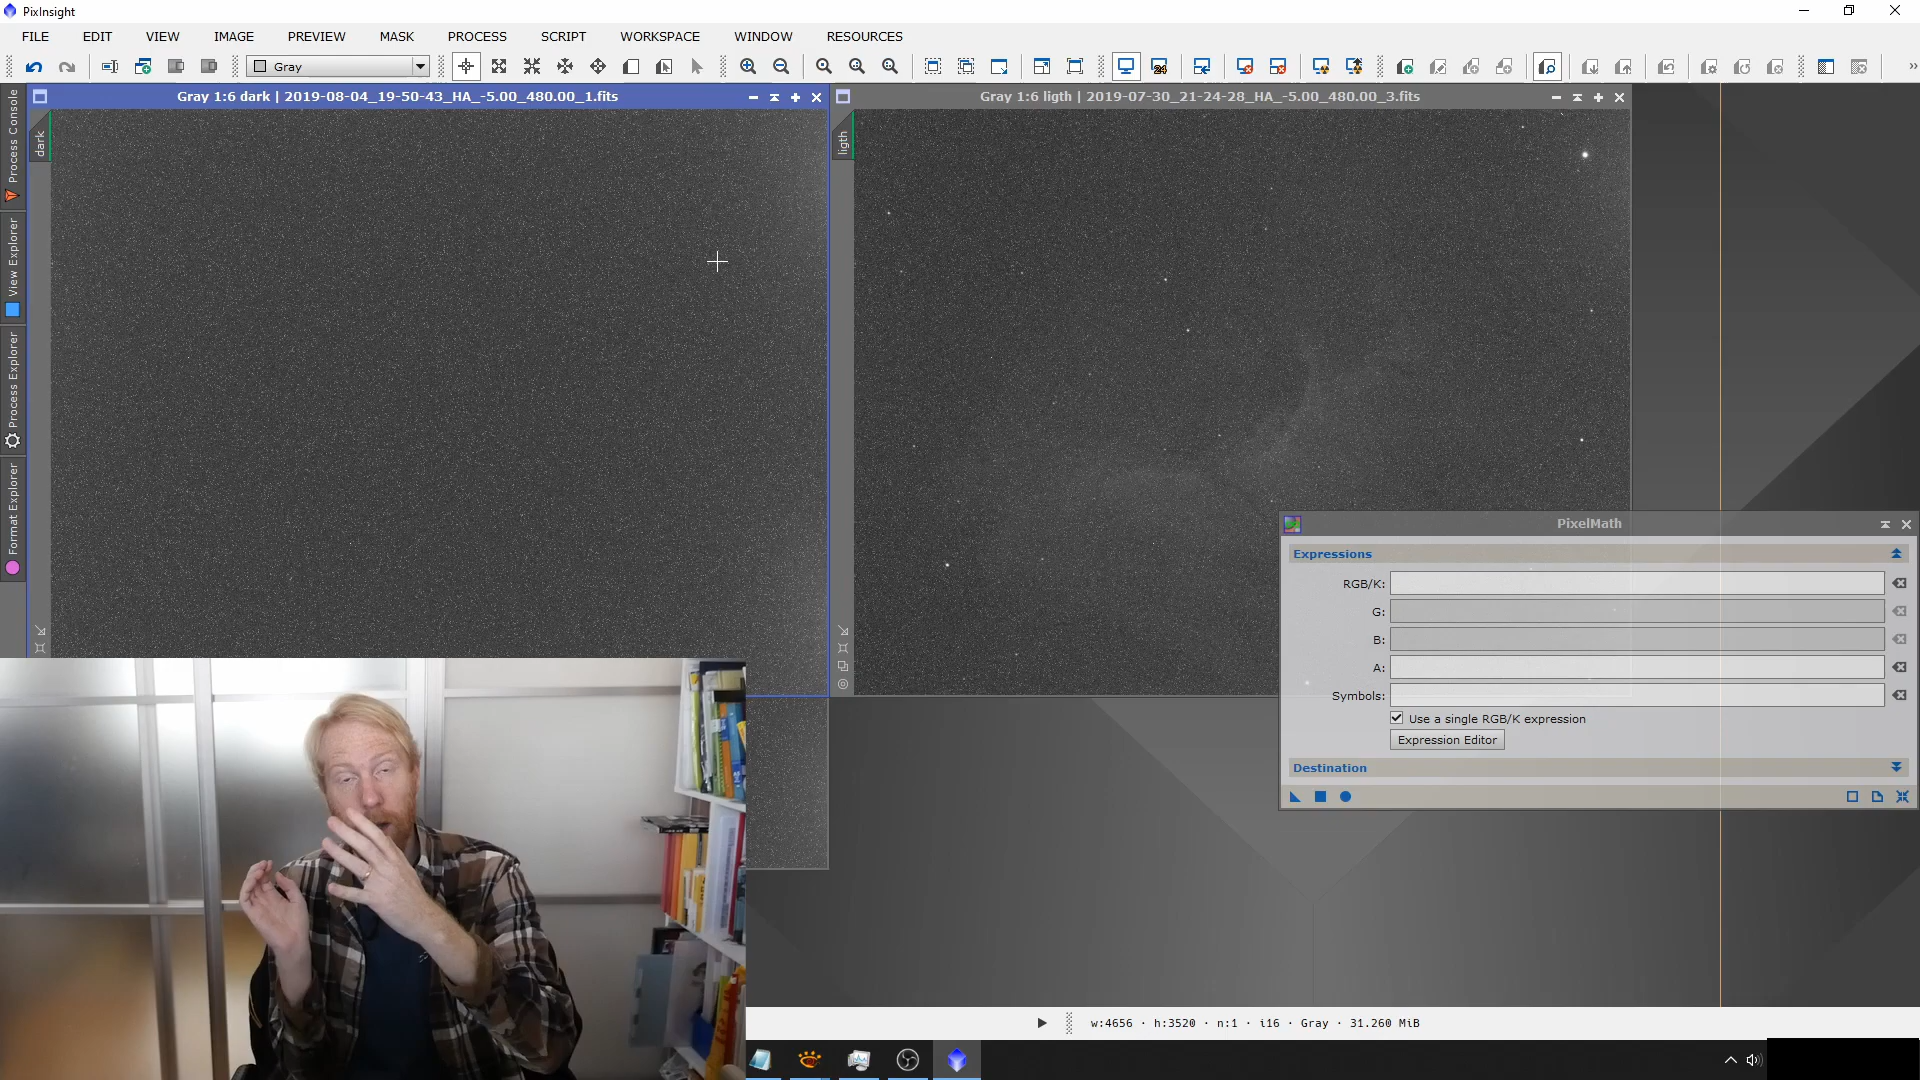 PixInsight
FILE EDIT VIEW IMAGE PREVIEW MASK PROCESS SCRIPT WORKSPACE WINDOW RESOURCES
Gray
24
Gray 1:6 dark | 2019-08-04_19-50-43_HA_-5.00_480.00_1.fits
Gray 1:6 ligth | 2019-07-30_21-24-28_HA_-5.00_480.00_3.fits
dark
ligth
Process Console
View Explorer
Process Explorer
Format Explorer
PixelMath
Expressions
RGB/K:
G:
B:
A:
Symbols:
Use a single RGB/K expression
Expression Editor
Destination
w:4656 · h:3520 · n:1 · i16 · Gray · 31.260 MiB